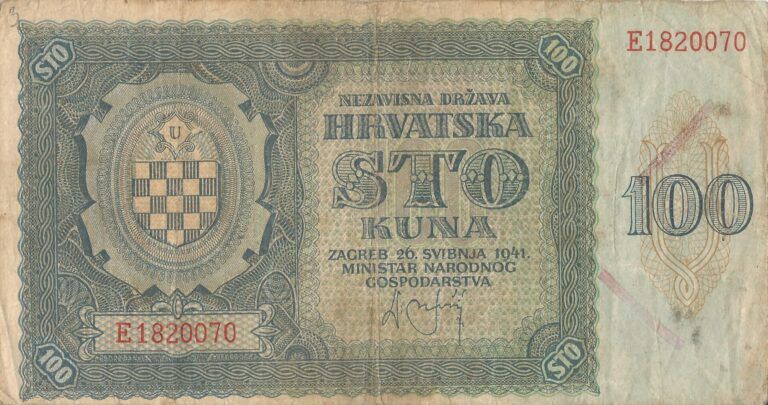 3
STO
100
E1820070
U
NEZAVISNA DRŽAVA
HRVATSKA
STO
KUNA
100
ZAGREB 26. SVIBNJA 1941.
MINISTAR NARODNOG
GOSPODARSTVA
E1820070
100
STO